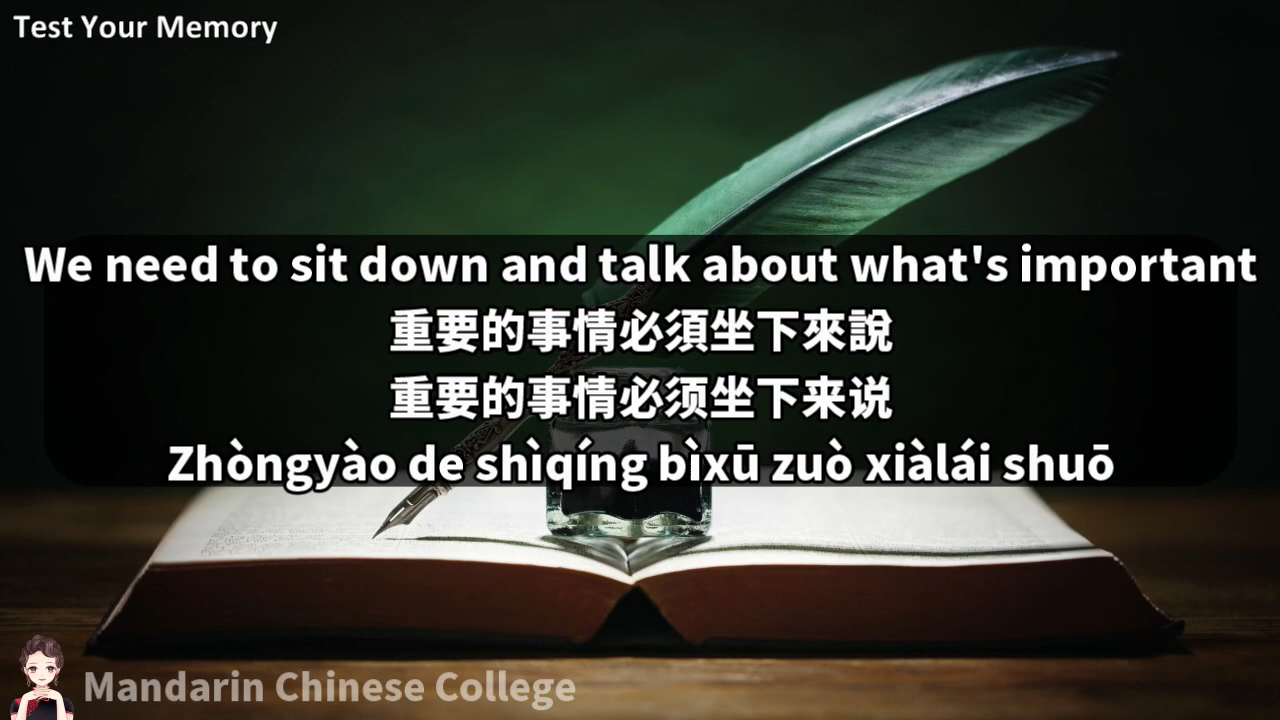 Test Your Memory
We need to sit down and talk about what's important
重要的事情必須坐下來說
重要的事情必须坐下来说
Zhòngyào de shìqíng bìxū zuò xiàlái shuō
Mandarin Chinese College